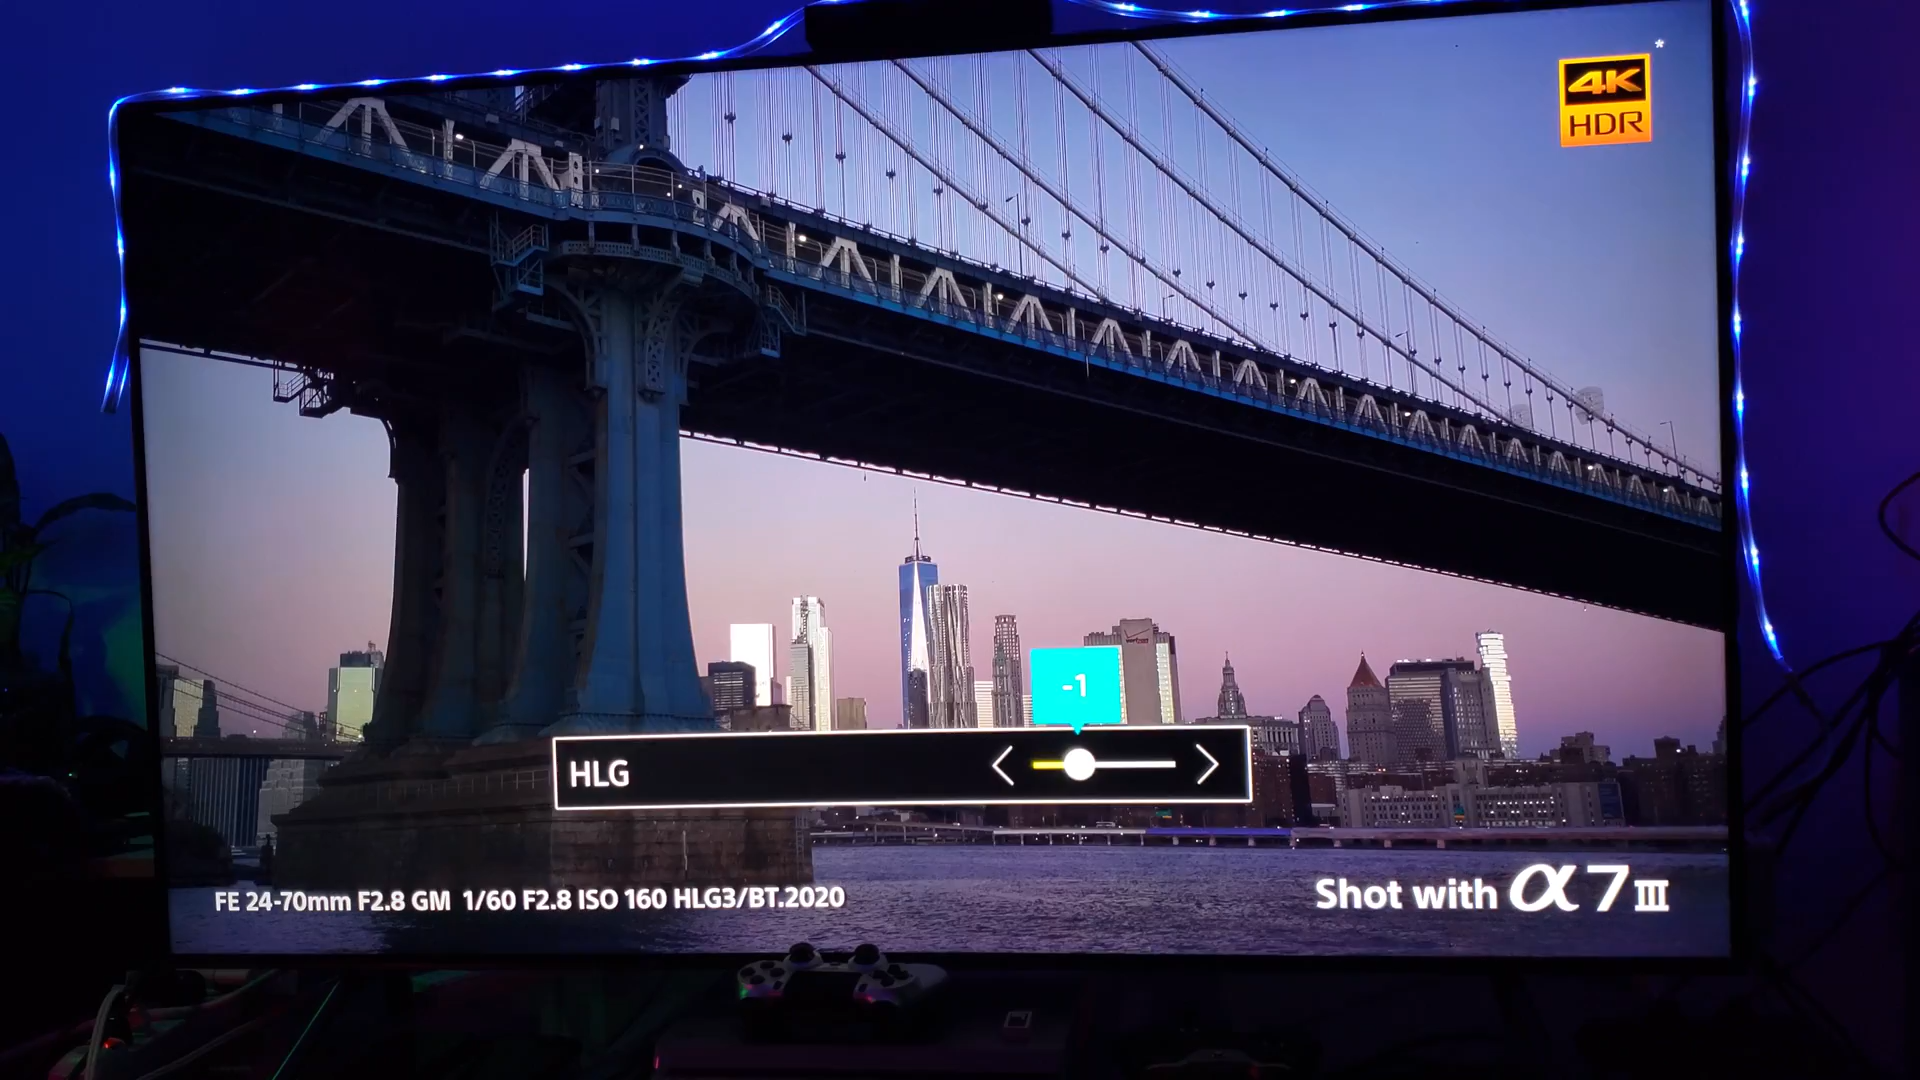 *
4K
HDR
verizon
-1
HLG
FE 24-70mm F2.8 GM 1/60 F2.8 ISO 160 HLG3/BT.2020
Shot with α7III